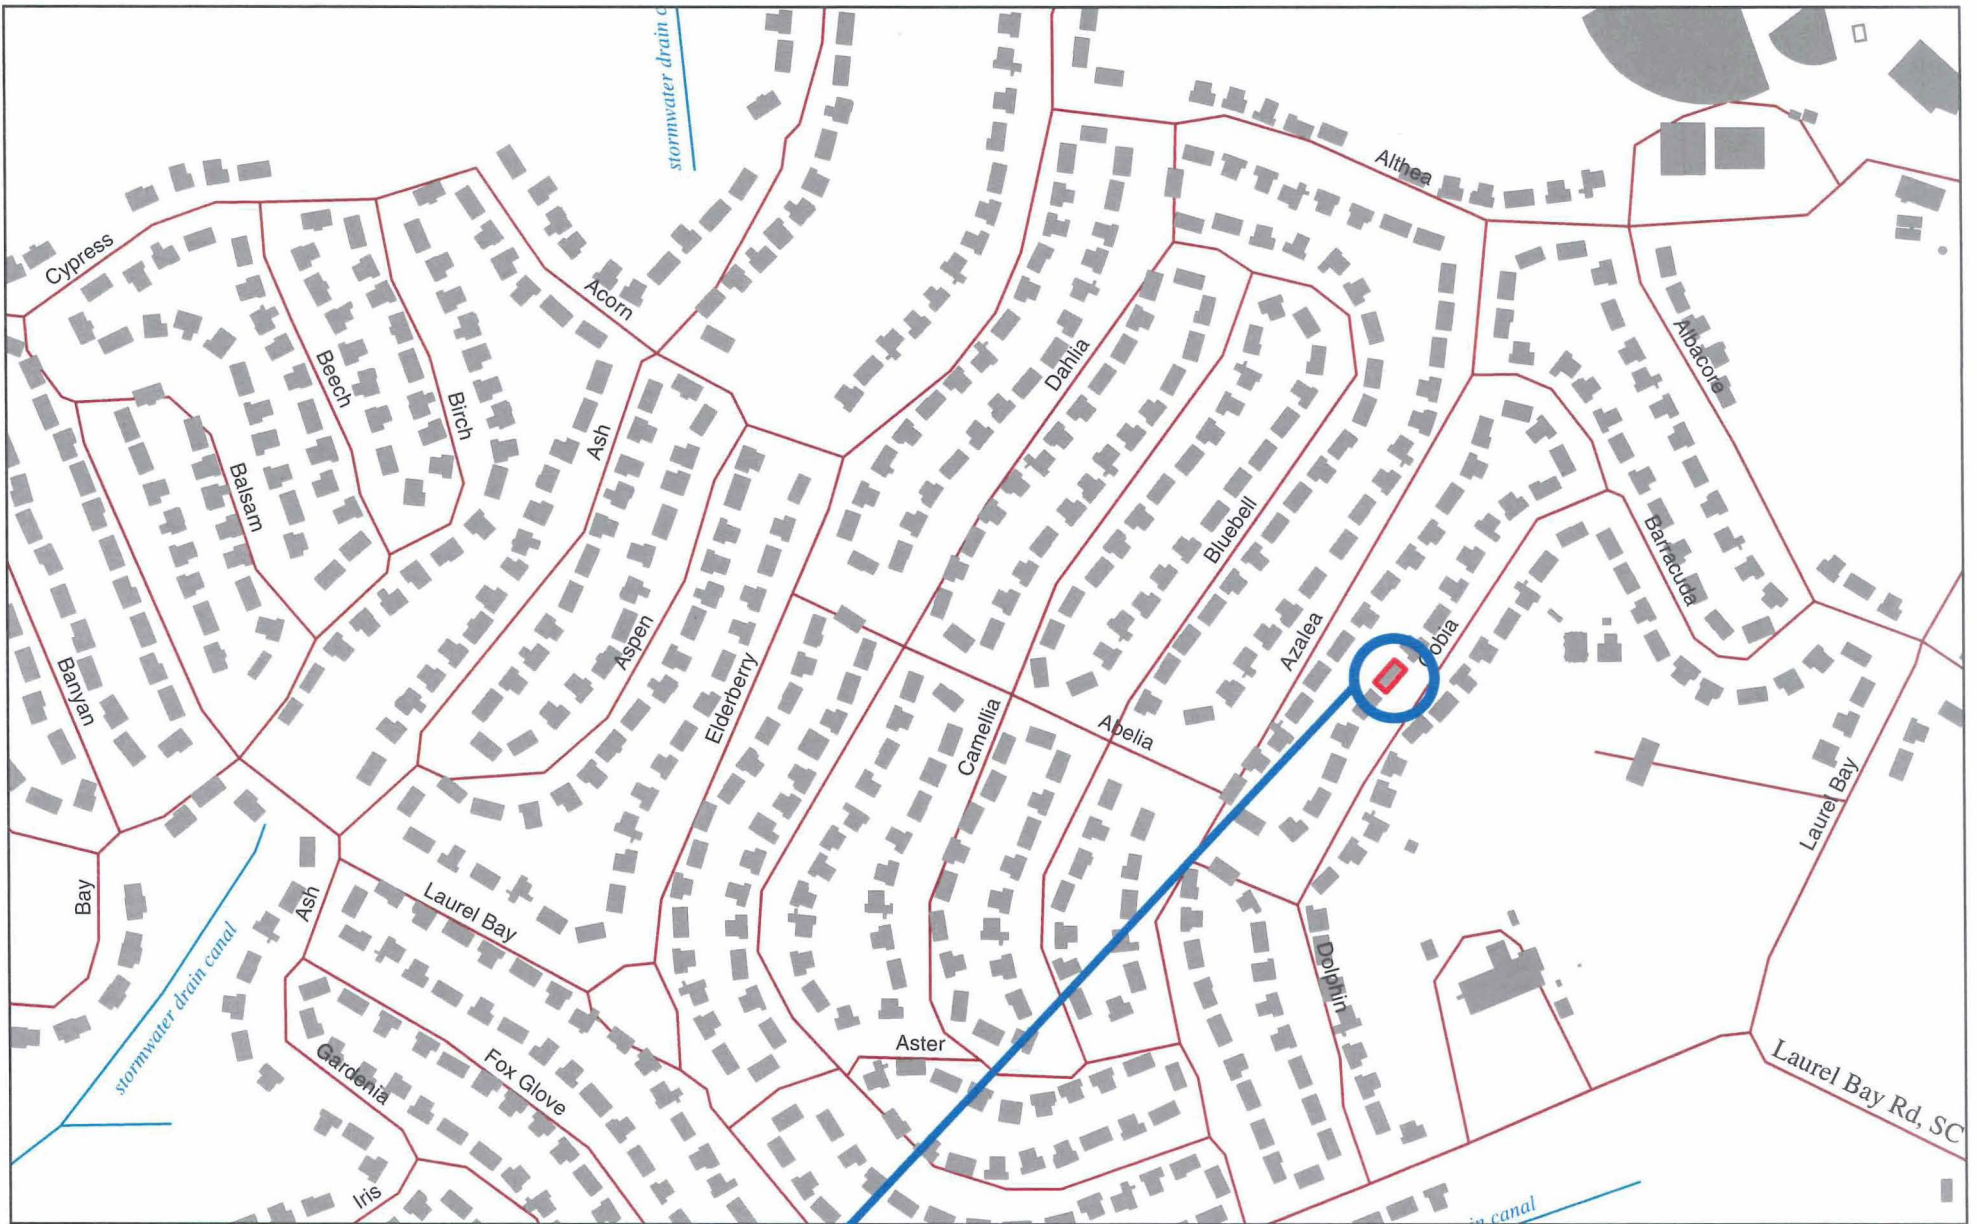 stormwater drain c
Althea
Cypress
Acorn
Albacore
Dahlia
Beech
Birch
Ash
Balsam
Bluebell
Barracuda
Aspen
Azalea
Cobia
Banyan
Elderberry
Camellia
Abelia
Laurel Bay
Bay
Ash
Laurel Bay
stormwater drain canal
Dolphin
Aster
Gardenia
Fox Glove
Laurel Bay Rd, SC
Iris
in canal